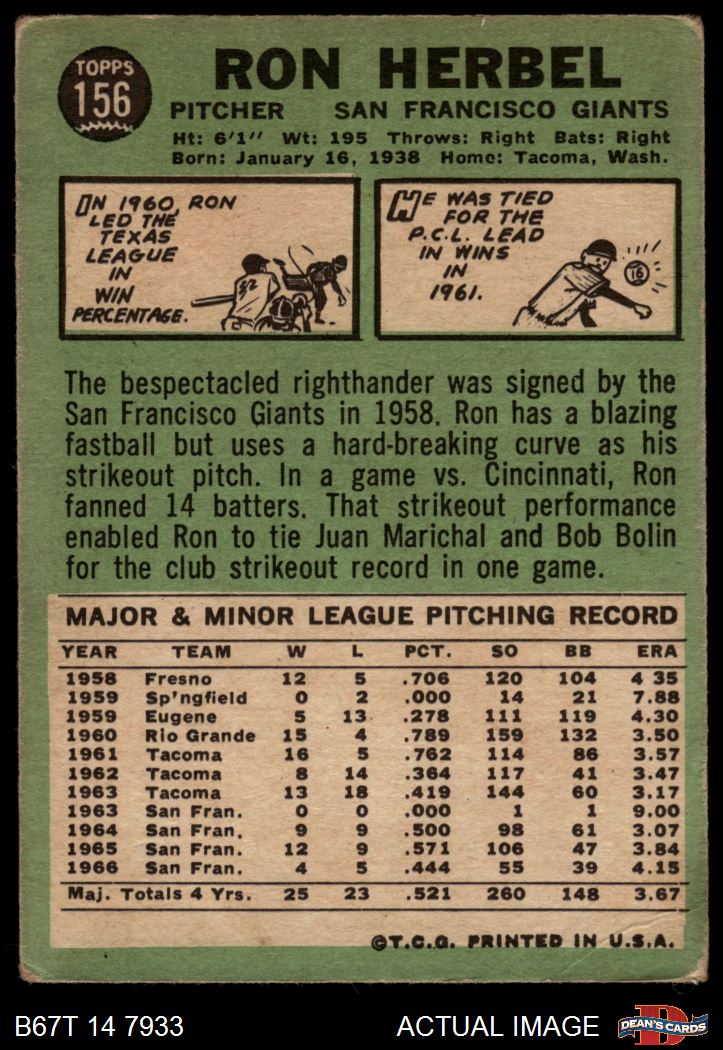 TOPPS
156
RON HERBEL
PITCHER SAN FRANCISCO GIANTS
Ht: 6'1" Wt: 195 Throws: Right Bats: Right
Born: January 16, 1938 Home: Tacoma, Wash.
IN 1960, RON
LED THE
TEXAS
LEAGUE
IN
WIN
PERCENTAGE.
HE WAS TIED
FOR THE
P.C.L. LEAD
IN WINS
IN
1961.
16
The bespectacled righthander was signed by the
San Francisco Giants in 1958. Ron has a blazing
fastball but uses a hard-breaking curve as his
strikeout pitch. In a game vs. Cincinnati, Ron
fanned 14 batters. That strikeout performance
enabled Ron to tie Juan Marichal and Bob Bolin
for the club strikeout record in one game.
MAJOR & MINOR LEAGUE PITCHING RECORD
YEAR TEAM W L PCT. SO BB ERA
1958 Fresno 12 5 .706 120 104 4 35
1959 Sp'ngfield 0 2 .000 14 21 7.88
1959 Eugene 5 13 .278 111 119 4.30
1960 Rio Grande 15 4 .789 159 132 3.50
1961 Tacoma 16 5 .762 114 86 3.57
1962 Tacoma 8 14 .364 117 41 3.47
1963 Tacoma 13 18 .419 144 60 3.17
1963 San Fran. 0 0 .000 1 1 9.00
1964 San Fran. 9 9 .500 98 61 3.07
1965 San Fran. 12 9 .571 106 47 3.84
1966 San Fran. 4 5 .444 55 39 4.15
Maj. Totals 4 Yrs. 25 23 .521 260 148 3.67
©T.C.G. PRINTED IN U.S.A.
B67T 14 7933 ACTUAL IMAGE
DEAN'S CARDS